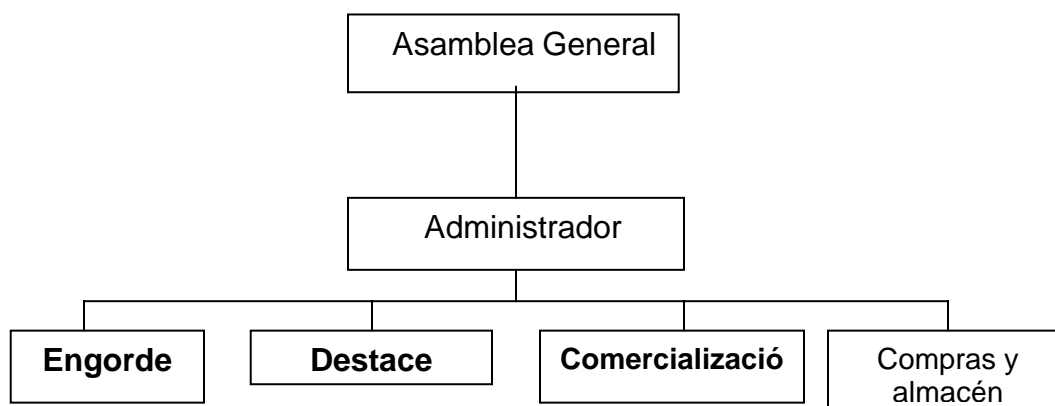 Asamblea General
Administrador
Engorde
Destace
Comercializació
Compras y
almacén